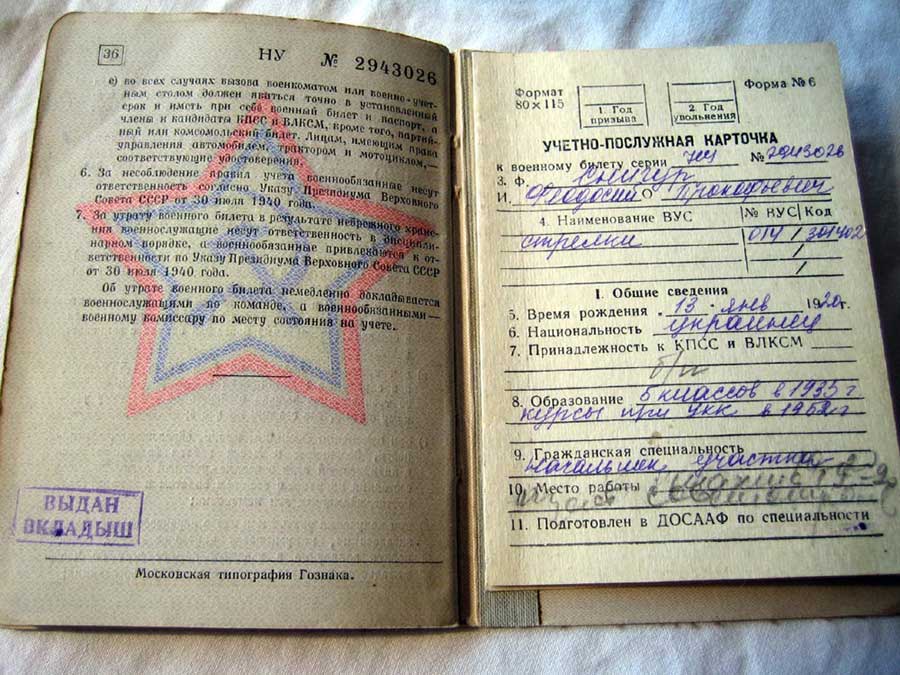 36
НУ № 2943026
е) во всех случаях вызова военкоматом или военно-учет-
ным столом должен явиться точно в установленный
срок и иметь при себе военный билет и паспорт, а
члены и кандидаты КПСС и ВЛКСМ, кроме того, партий-
ный или комсомольский билет. Лицам, имеющим права
управления автомобилем, трактором и мотоциклом,—
соответствующие удостоверения.
6. За несоблюдение правил учета военнообязанные несут
ответственность согласно Указу Президиума Верховного
Совета СССР от 30 июля 1940 года.
7. За утрату военного билета в результате небрежного хране-
ния военнослужащие несут ответственность в дисципли-
нарном порядке, а военнообязанные привлекаются к от-
ветственности по Указу Президиума Верховного Совета СССР
от 30 июля 1940 года.
Об утрате военного билета немедленно докладывается
военнослужащими по команде, а военнообязанными—
военному комиссару по месту состояния на учете.
ВЫДАН
ВКЛАДЫШ
Московская типография Гознака.
Формат
80×115
1. Год
призыва
2. Год
увольнения
Форма № 6
УЧЕТНО-ПОСЛУЖНАЯ КАРТОЧКА
к военному билету серии НУ № 2943026
3. Ф.
И. Феодосий О Прокофьевич
4. Наименование ВУС № ВУС Код
стрелки 014 301402
I. Общие сведения
5. Время рождения 13 янв 1920г.
6. Национальность украинец
7. Принадлежность к КПСС и ВЛКСМ
б/п
8. Образование 5 классов в 1935 г
курсы при УКК в 1952 г
9. Гражданская специальность
Начальник участка
10. Место работы
11. Подготовлен в ДОСААФ по специальности